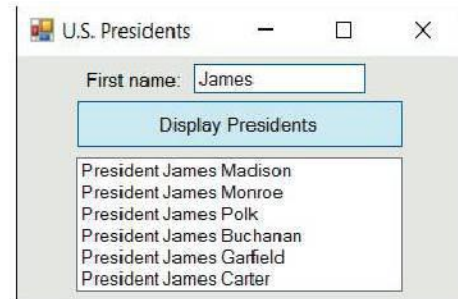 U.S. Presidents
First name: James
Display Presidents
President James Madison
President James Monroe
President James Polk
President James Buchanan
President James Garfield
President James Carter